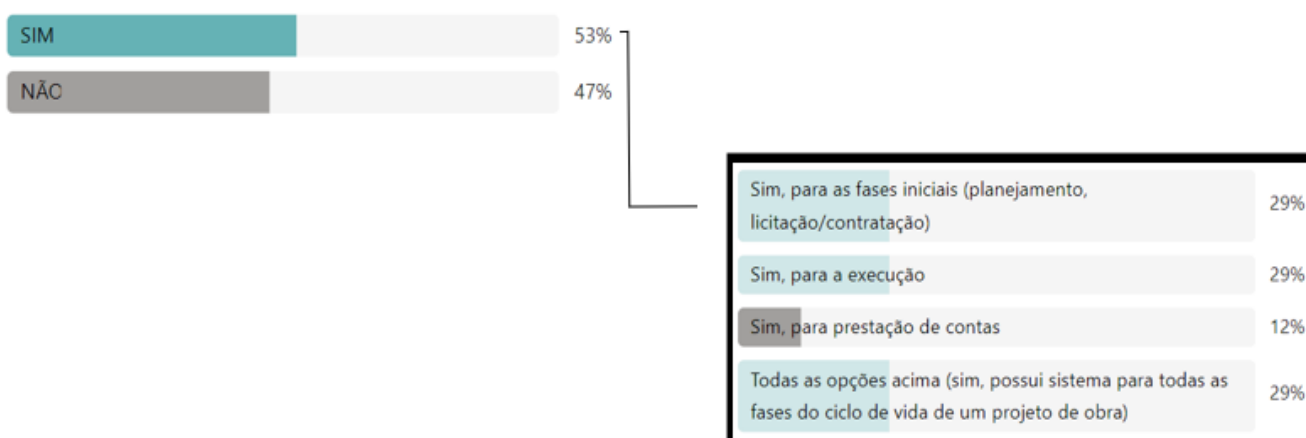 SIM 53%
NÃO 47%
Sim, para as fases iniciais (planejamento,
licitação/contratação) 29%
Sim, para a execução 29%
Sim, para prestação de contas 12%
Todas as opções acima (sim, possui sistema para todas as
fases do ciclo de vida de um projeto de obra) 29%